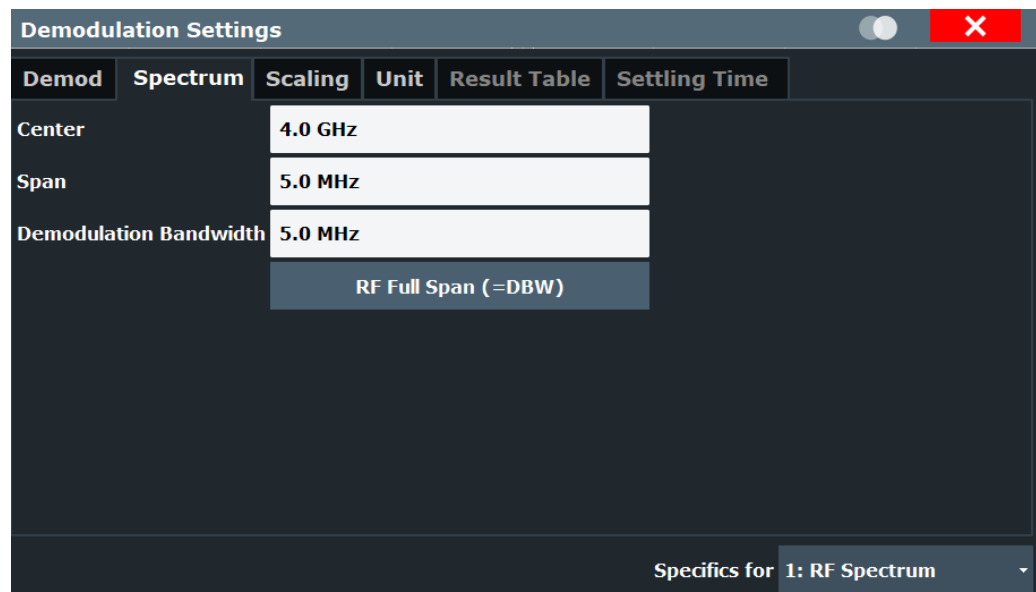 Demodulation Settings
Demod Spectrum Scaling Unit Result Table Settling Time
Center 4.0 GHz
Span 5.0 MHz
Demodulation Bandwidth 5.0 MHz
RF Full Span (=DBW)
Specifics for 1: RF Spectrum